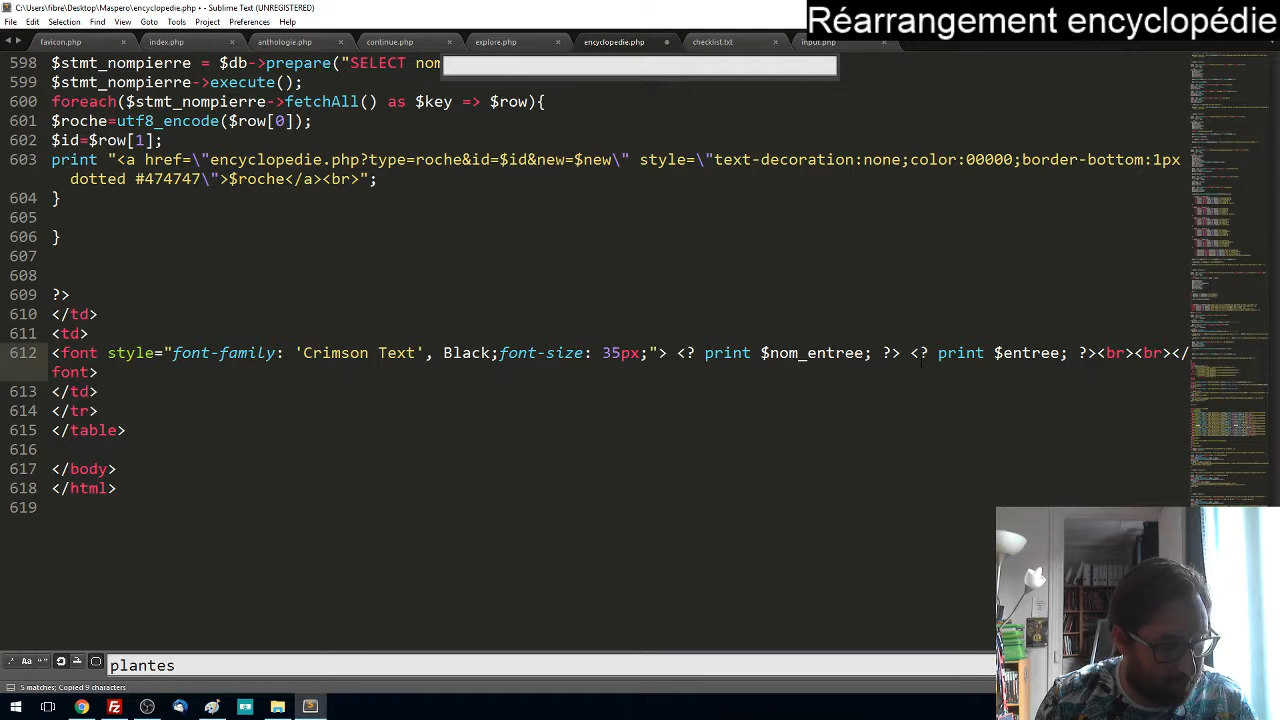 C:\Users\fibre\Desktop\Maspero\encyclopedie.php • - Sublime Text (UNREGISTERED)
Réarrangement encyclopédie
File Edit Selection Find View Goto Tools Project Preferences Help
favicon.php × index.php × anthologie.php × continue.php × explore.php × encyclopedie.php • checklist.txt × input.php ×
598 $stmt_nompierre = $db->prepare("SELECT nom
599 $stmt_nompierre->execute();
600 foreach($stmt_nompierre->fetchAll() as $key => $row){
601 $roche=utf8_encode($row[0]);
602 $id=$row[1];
603 print "<a href=\"encyclopedie.php?type=roche&id=$id&new=$new\" style=\"text-decoration:none;color:00000;border-bottom:1px
dotted #474747\">$roche</a><br>";
604 }
605
606 }
607
608
609 ?>
610 </td>
611 <td>
612 <font style="font-family: 'Crimson Text', Black;font-size: 35px;"> <? print $nom_entree; ?> <? print $entree; ?><br><br></
font>
613 </td>
614 </tr>
615 </table>
616
617 </body>
618 </html>
619
.* Aa "" plantes
5 matches; Copied 9 characters